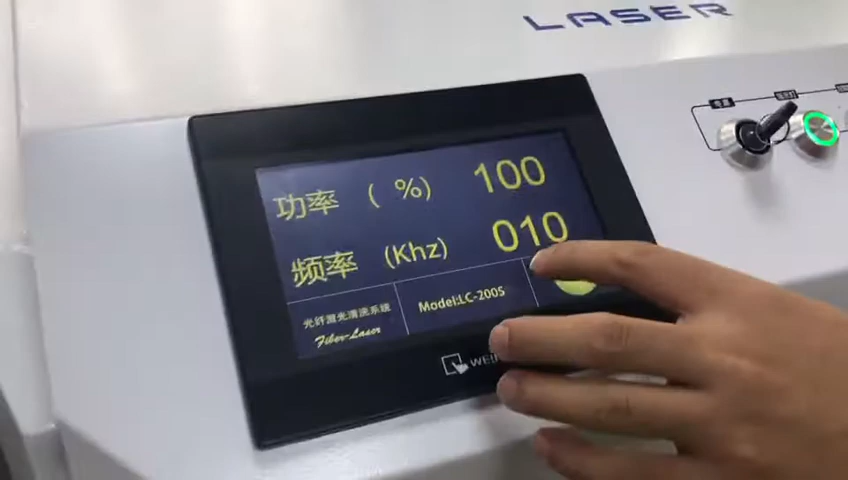 LASER
功率 (%) 100
频率 (Khz) 010
光纤激光清洗系统
Fiber-Laser
Model:LC-200S